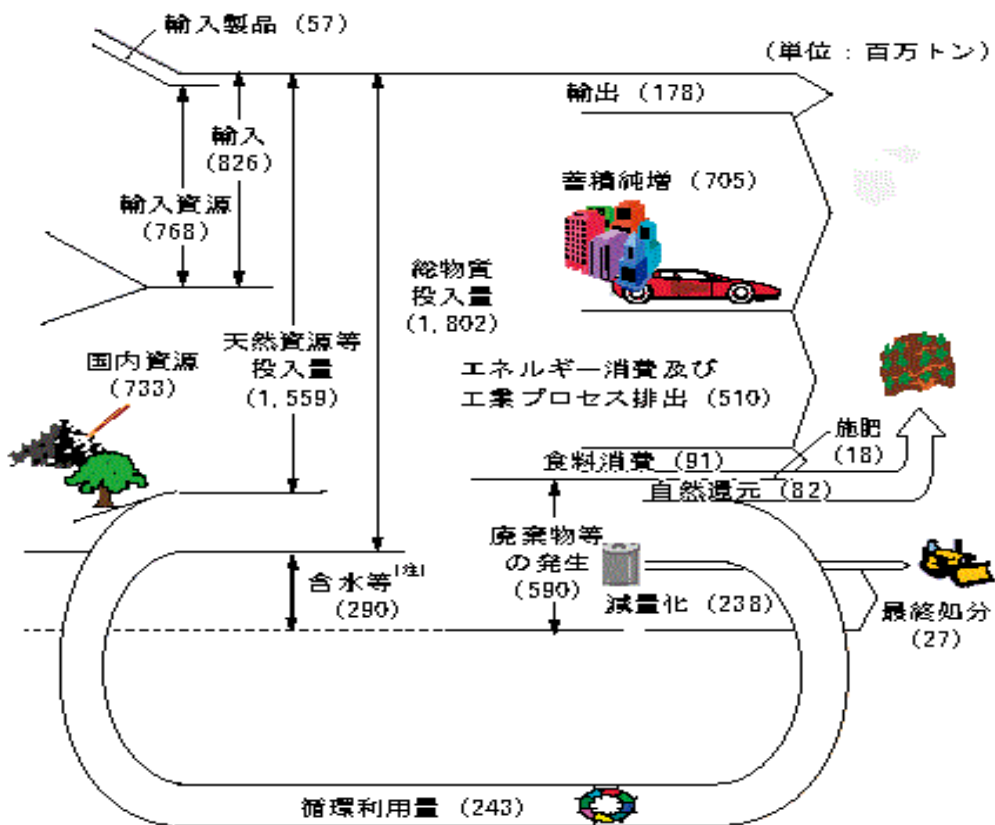 輸入製品 (57)
(単位:百万トン)
輸出 (178)
輸入
(826)
輸入資源
(768)
蓄積純増 (705)
総物質
投入量
(1,802)
国内資源
(733)
天然資源等
投入量
(1,559)
エネルギー消費及び
工業プロセス排出 (510)
施肥
(18)
食料消費 (91)
自然還元 (82)
廃棄物等
の発生
(590)
含水等[注]
(290)
減量化 (238)
最終処分
(27)
循環利用量 (243)